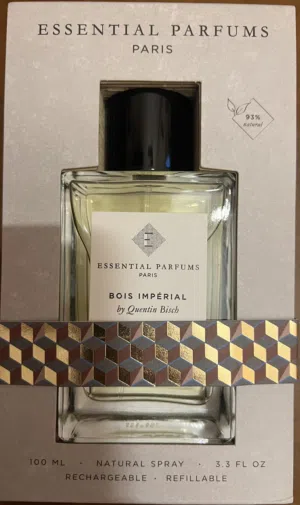 ESSENTIAL PARFUMS
PARIS
93%
natural
E
ESSENTIAL PARFUMS
PARIS
BOIS IMPÉRIAL
by Quentin Bisch
100 ML · NATURAL SPRAY · 3.3 FL OZ
RECHARGEABLE · REFILLABLE